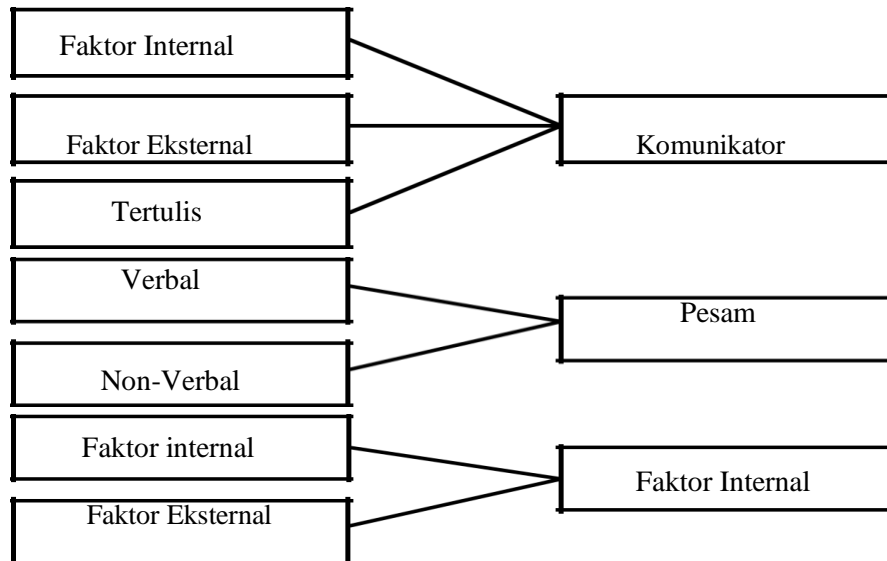 Faktor Internal
Faktor Eksternal
Tertulis
Verbal
Non-Verbal
Faktor internal
Faktor Eksternal
Komunikator
Pesam
Faktor Internal